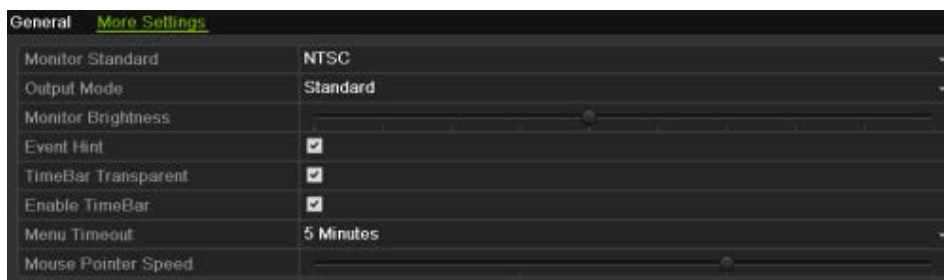 General More Settings
Monitor Standard NTSC
Output Mode Standard
Monitor Brightness
Event Hint
TimeBar Transparent
Enable TimeBar
Menu Timeout 5 Minutes
Mouse Pointer Speed